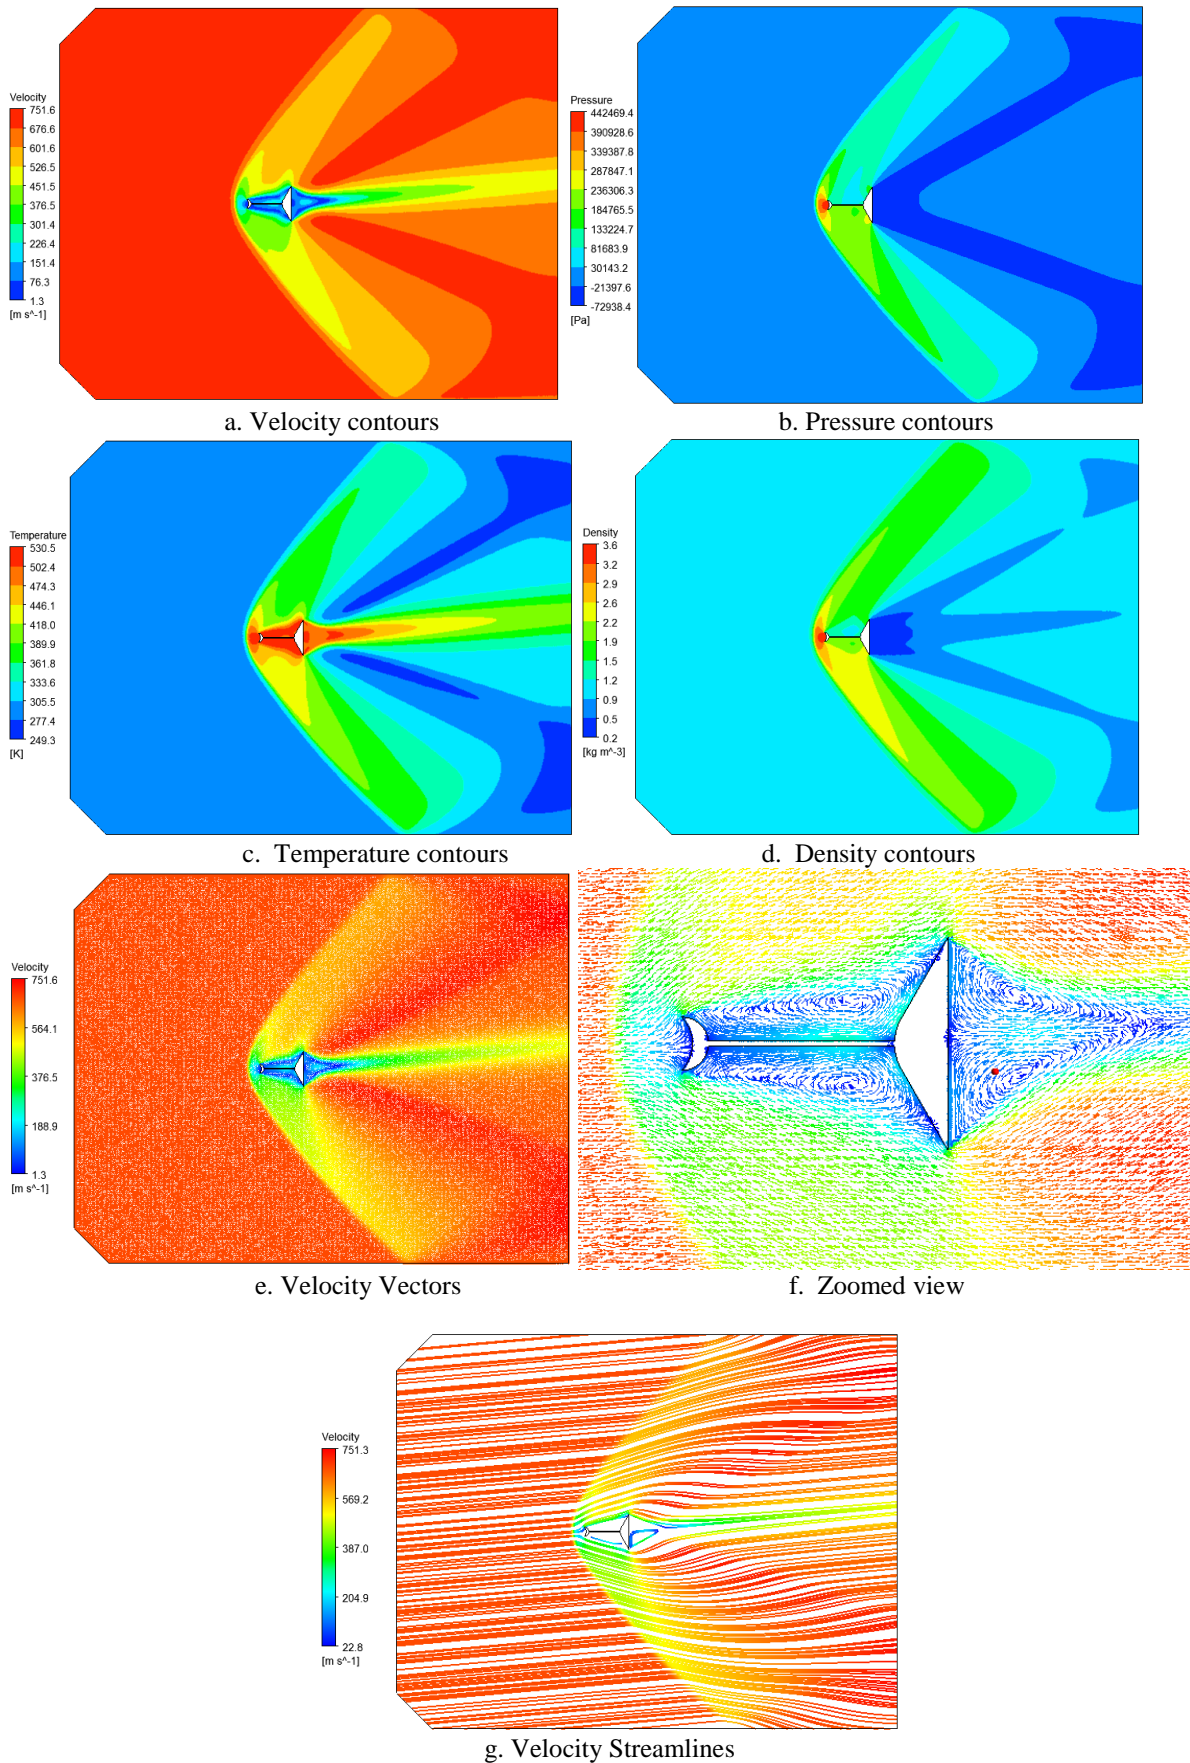 Velocity
751.6
676.6
601.6
526.5
451.5
376.5
301.4
226.4
151.4
76.3
1.3
[m s^-1]
Pressure
442469.4
390928.6
339387.8
287847.1
236306.3
184765.5
133224.7
81683.9
30143.2
-21397.6
-72938.4
[Pa]
a. Velocity contours
b. Pressure contours
Temperature
530.5
502.4
474.3
446.1
418.0
389.9
361.8
333.6
305.5
277.4
249.3
[K]
Density
3.6
3.2
2.9
2.6
2.2
1.9
1.5
1.2
0.9
0.5
0.2
[kg m^-3]
c. Temperature contours
d. Density contours
Velocity
751.6
564.1
376.5
188.9
1.3
[m s^-1]
e. Velocity Vectors
f. Zoomed view
Velocity
751.3
569.2
387.0
204.9
22.8
[m s^-1]
g. Velocity Streamlines